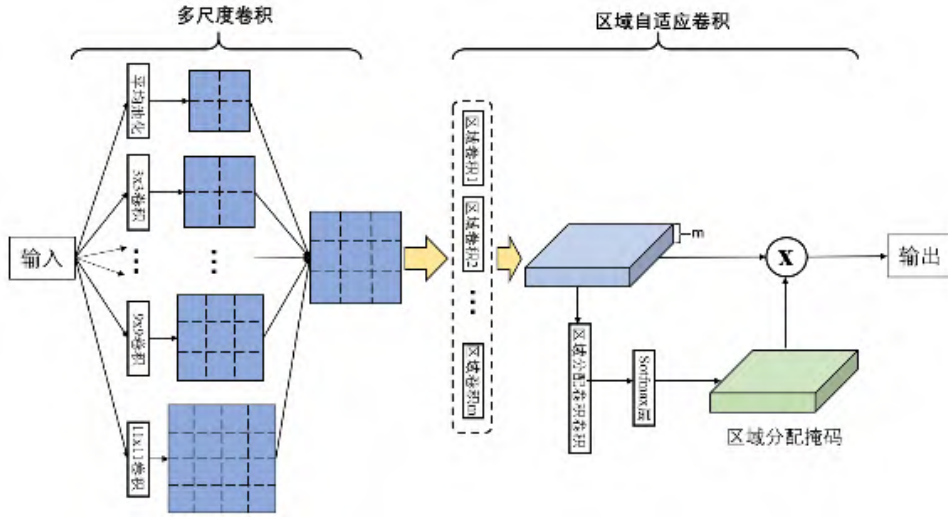 多尺度卷积
区域自适应卷积
输入
平均池化
3x3卷积
...
...
9x9卷积
11x11卷积
区域卷积1
区域卷积2
...
区域卷积m
m
区域分配卷积卷积
Sotfmax层
区域分配掩码
X
输出